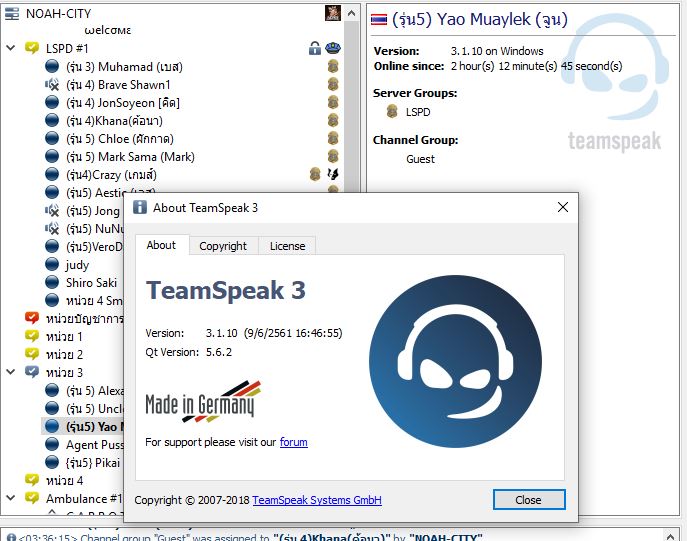 NOAH-CITY
welcome
LSPD #1
(รุ่น 3) Muhamad (เบส)
(รุ่น 4) Brave Shawn1
(รุ่น 4) JonSoyeon [คิด]
(รุ่น 4)Khana(ค้อนา)
(รุ่น 5) Chloe (ผักกาด)
(รุ่น 5) Mark Sama (Mark)
(รุ่น4)Crazy (เกมส์)
(รุ่น5) Aestic
(รุ่น 5) Jong
(รุ่น 5) NuNu
(รุ่น5)VeroD
judy
Shiro Saki
หน่วย 4 Sm
หน่วยบัญชาการ
หน่วย 1
หน่วย 2
หน่วย 3
(รุ่น 5) Alexa
(รุ่น 5) Uncle
(รุ่น5) Yao M
Agent Puss
{รุ่น5} Pikai
หน่วย 4
Ambulance #1
(รุ่น5) Yao Muaylek (จูน)
Version: 3.1.10 on Windows
Online since: 2 hour(s) 12 minute(s) 45 second(s)
Server Groups:
LSPD
Channel Group:
Guest
teamspeak
About TeamSpeak 3
About Copyright License
TeamSpeak 3
Version: 3.1.10 (9/6/2561 16:46:55)
Qt Version: 5.6.2
Made in Germany
For support please visit our forum
Copyright © 2007-2018 TeamSpeak Systems GmbH
Close
<03:36:15> Channel group "Guest" was assigned to "(รุ่น 4)Khana(ค้อนา)" by "NOAH-CITY"